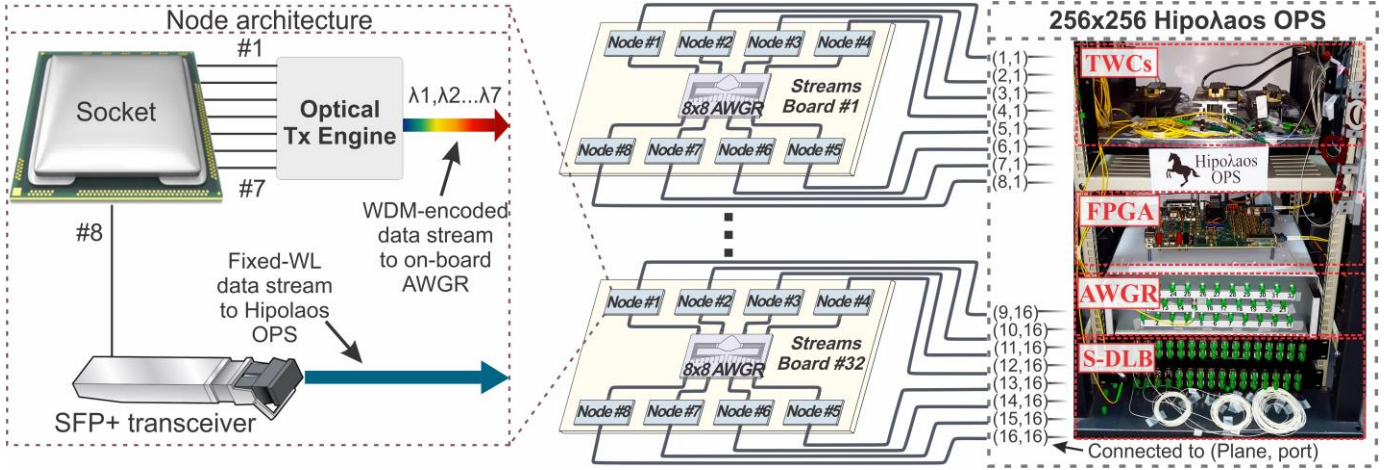 Node architecture
#1
Socket
Optical
Tx Engine
λ1,λ2...λ7
#7
#8
WDM-encoded
data stream
to on-board
AWGR
Fixed-WL
data stream
to Hipolaos
OPS
SFP+ transceiver
Node #1
Node #2
Node #3
Node #4
8x8 AWGR
Streams
Board #1
Node #8
Node #7
Node #6
Node #5
Node #1
Node #2
Node #3
Node #4
8x8 AWGR
Streams
Board #32
Node #8
Node #7
Node #6
Node #5
256x256 Hipoλaos OPS
(1,1)
(2,1)
(3,1)
(4,1)
(5,1)
(6,1)
(7,1)
(8,1)
(9,16)
(10,16)
(11,16)
(12,16)
(13,16)
(14,16)
(15,16)
(16,16)
Connected to (Plane, port)
TWCs
Hipoλaos
OPS
FPGA
AWGR
S-DLB